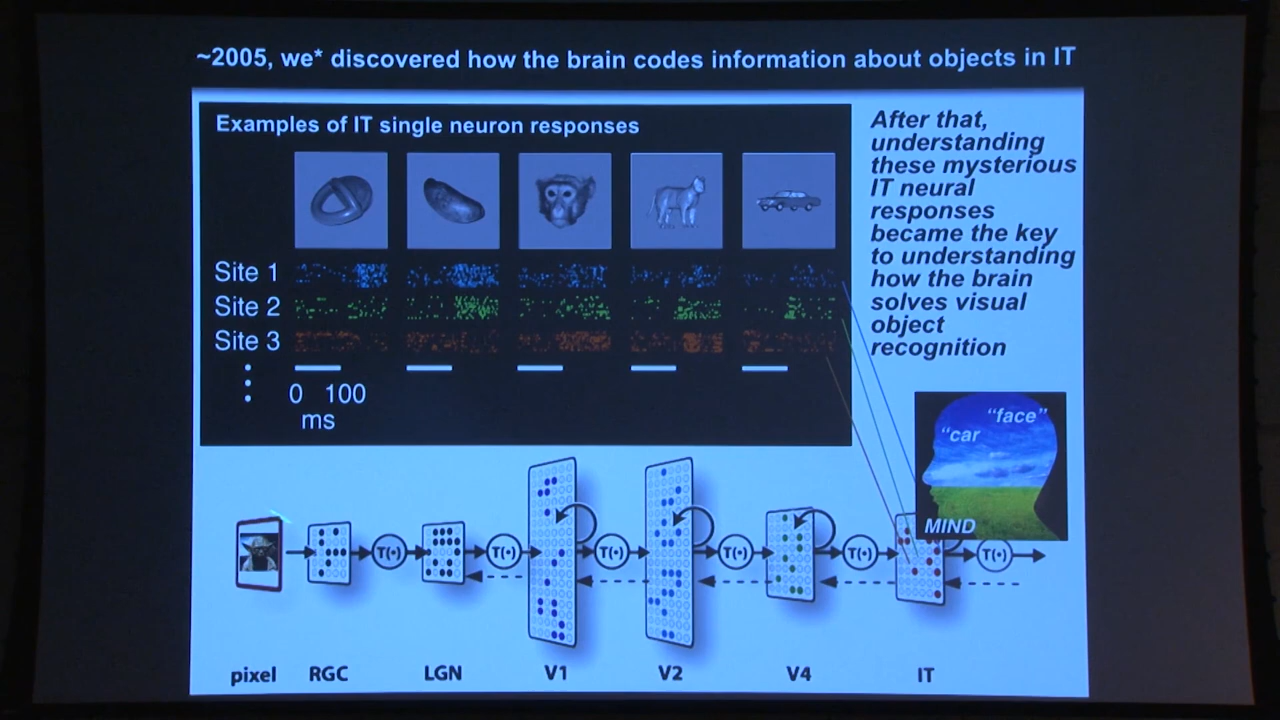 ~2005, we* discovered how the brain codes information about objects in IT
Examples of IT single neuron responses
Site 1
Site 2
Site 3
0 100
ms
After that,
understanding
these mysterious
IT neural
responses
became the key
to understanding
how the brain
solves visual
object
recognition
"face"
"car
MIND
T(•) T(•) T(•) T(•) T(•) T(•)
pixel RGC LGN V1 V2 V4 IT